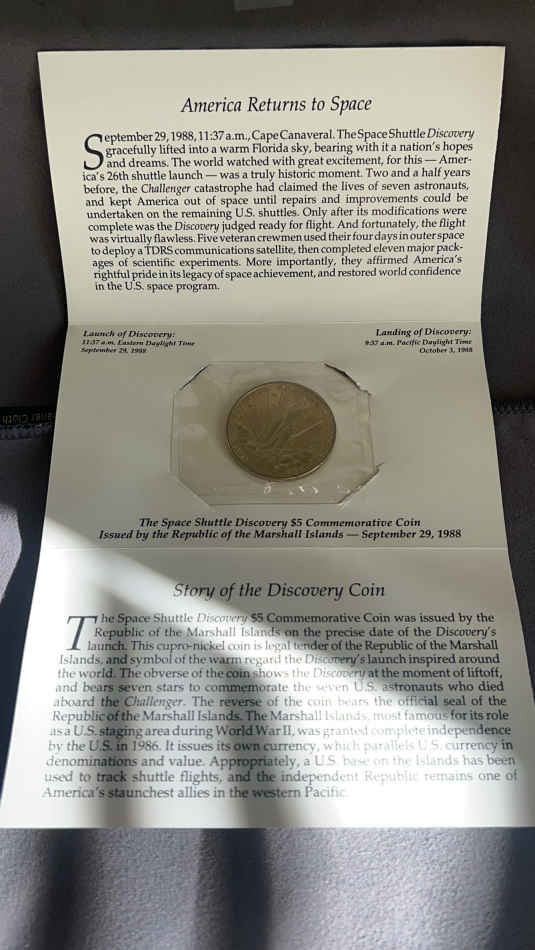 America Returns to Space
September 29, 1988, 11:37 a.m., Cape Canaveral. The Space Shuttle Discovery
gracefully lifted into a warm Florida sky, bearing with it a nation's hopes
and dreams. The world watched with great excitement, for this — Amer-
ica's 26th shuttle launch — was a truly historic moment. Two and a half years
before, the Challenger catastrophe had claimed the lives of seven astronauts,
and kept America out of space until repairs and improvements could be
undertaken on the remaining U.S. shuttles. Only after its modifications were
complete was the Discovery judged ready for flight. And fortunately, the flight
was virtually flawless. Five veteran crewmen used their four days in outer space
to deploy a TDRS communications satellite, then completed eleven major pack-
ages of scientific experiments. More importantly, they affirmed America's
rightful pride in its legacy of space achievement, and restored world confidence
in the U.S. space program.
Launch of Discovery:
11:37 a.m. Eastern Daylight Time
September 29, 1988
Landing of Discovery:
9:37 a.m. Pacific Daylight Time
October 3, 1988
The Space Shuttle Discovery $5 Commemorative Coin
Issued by the Republic of the Marshall Islands — September 29, 1988
Story of the Discovery Coin
The Space Shuttle Discovery $5 Commemorative Coin was issued by the
Republic of the Marshall Islands on the precise date of the Discovery's
launch. This cupro-nickel coin is legal tender of the Republic of the Marshall
Islands, and symbol of the warm regard the Discovery's launch inspired around
the world. The obverse of the coin shows the Discovery at the moment of liftoff,
and bears seven stars to commemorate the seven U.S. astronauts who died
aboard the Challenger. The reverse of the coin bears the official seal of the
Republic of the Marshall Islands. The Marshall Islands, most famous for its role
as a U.S. staging area during World War II, was granted complete independence
by the U.S. in 1986. It issues its own currency, which parallels U.S. currency in
denominations and value. Appropriately, a U.S. base on the Islands has been
used to track shuttle flights, and the independent Republic remains one of
America's staunchest allies in the western Pacific.